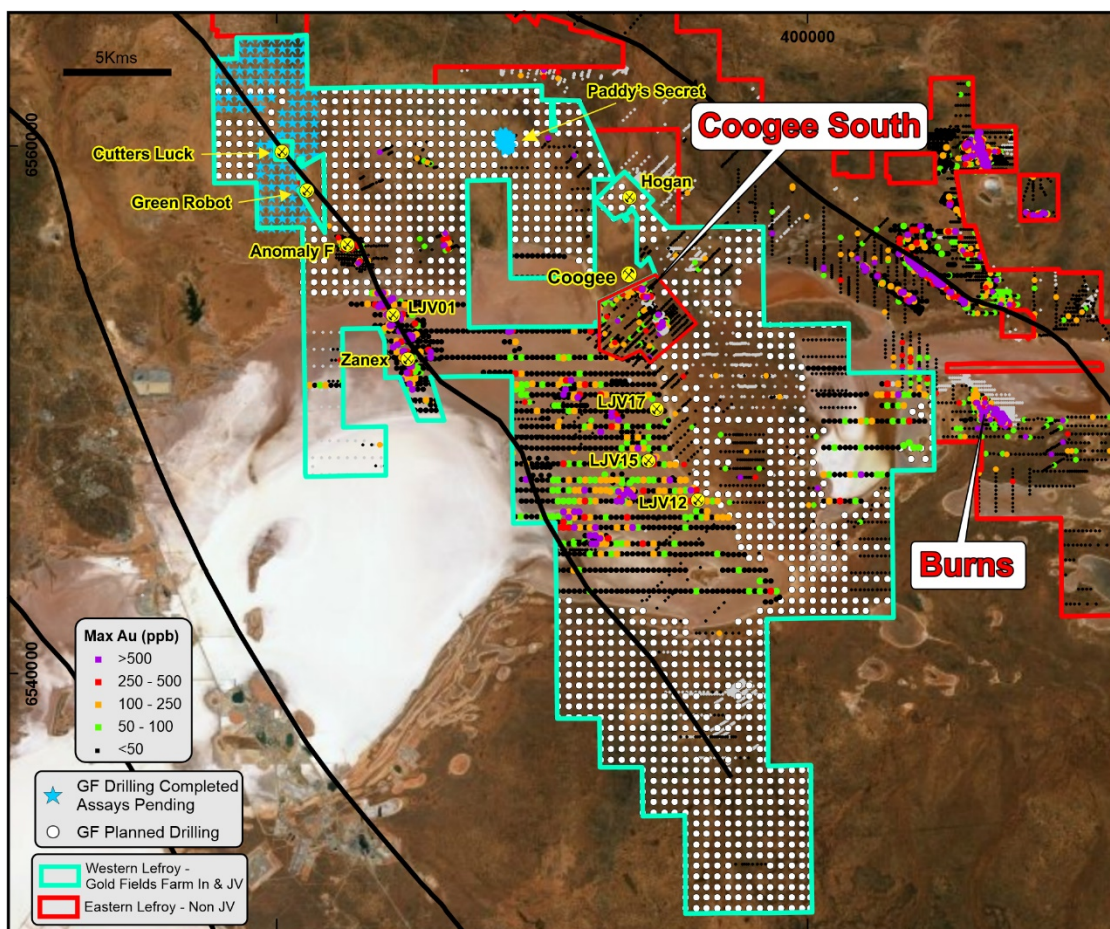 5Kms
400000
6560000
6540000
Paddy's Secret
Coogee South
Cutters Luck
Green Robot
Hogan
Anomaly F
Coogee
LJV01
Zanex
LJV17
LJV15
LJV12
Burns
Max Au (ppb)
>500
250 - 500
100 - 250
50 - 100
<50
GF Drilling Completed
Assays Pending
GF Planned Drilling
Western Lefroy -
Gold Fields Farm In & JV
Eastern Lefroy - Non JV